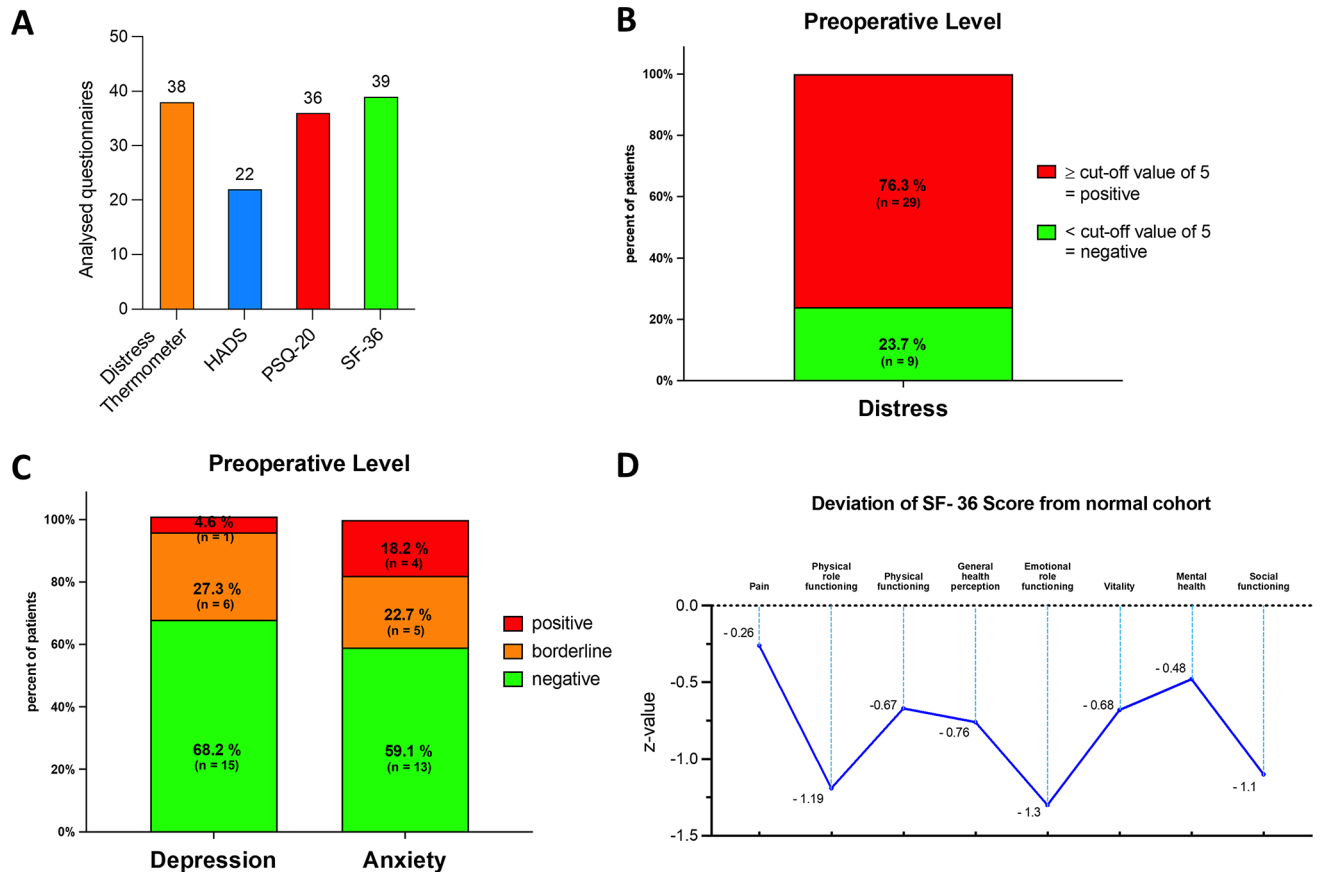 A
50
40
30
20
10
0
Analysed questionnaires
38
22
36
39
Distress
Thermometer
HADS
PSQ-20
SF-36
B
Preoperative Level
100%
80%
60%
40%
20%
0%
percent of patients
76.3 %
(n = 29)
23.7 %
(n = 9)
Distress
≥ cut-off value of 5
= positive
< cut-off value of 5
= negative
C
Preoperative Level
100%
80%
60%
40%
20%
0%
percent of patients
4.6 %
(n = 1)
27.3 %
(n = 6)
68.2 %
(n = 15)
18.2 %
(n = 4)
22.7 %
(n = 5)
59.1 %
(n = 13)
Depression
Anxiety
positive
borderline
negative
D
Deviation of SF- 36 Score from normal cohort
Pain
Physical
role
functioning
Physical
functioning
General
health
perception
Emotional
role
functioning
Vitality
Mental
health
Social
functioning
0.0
-0.5
-1.0
-1.5
z-value
- 0.26
- 1.19
-0.67
- 0.76
- 1.3
- 0.68
- 0.48
- 1.1